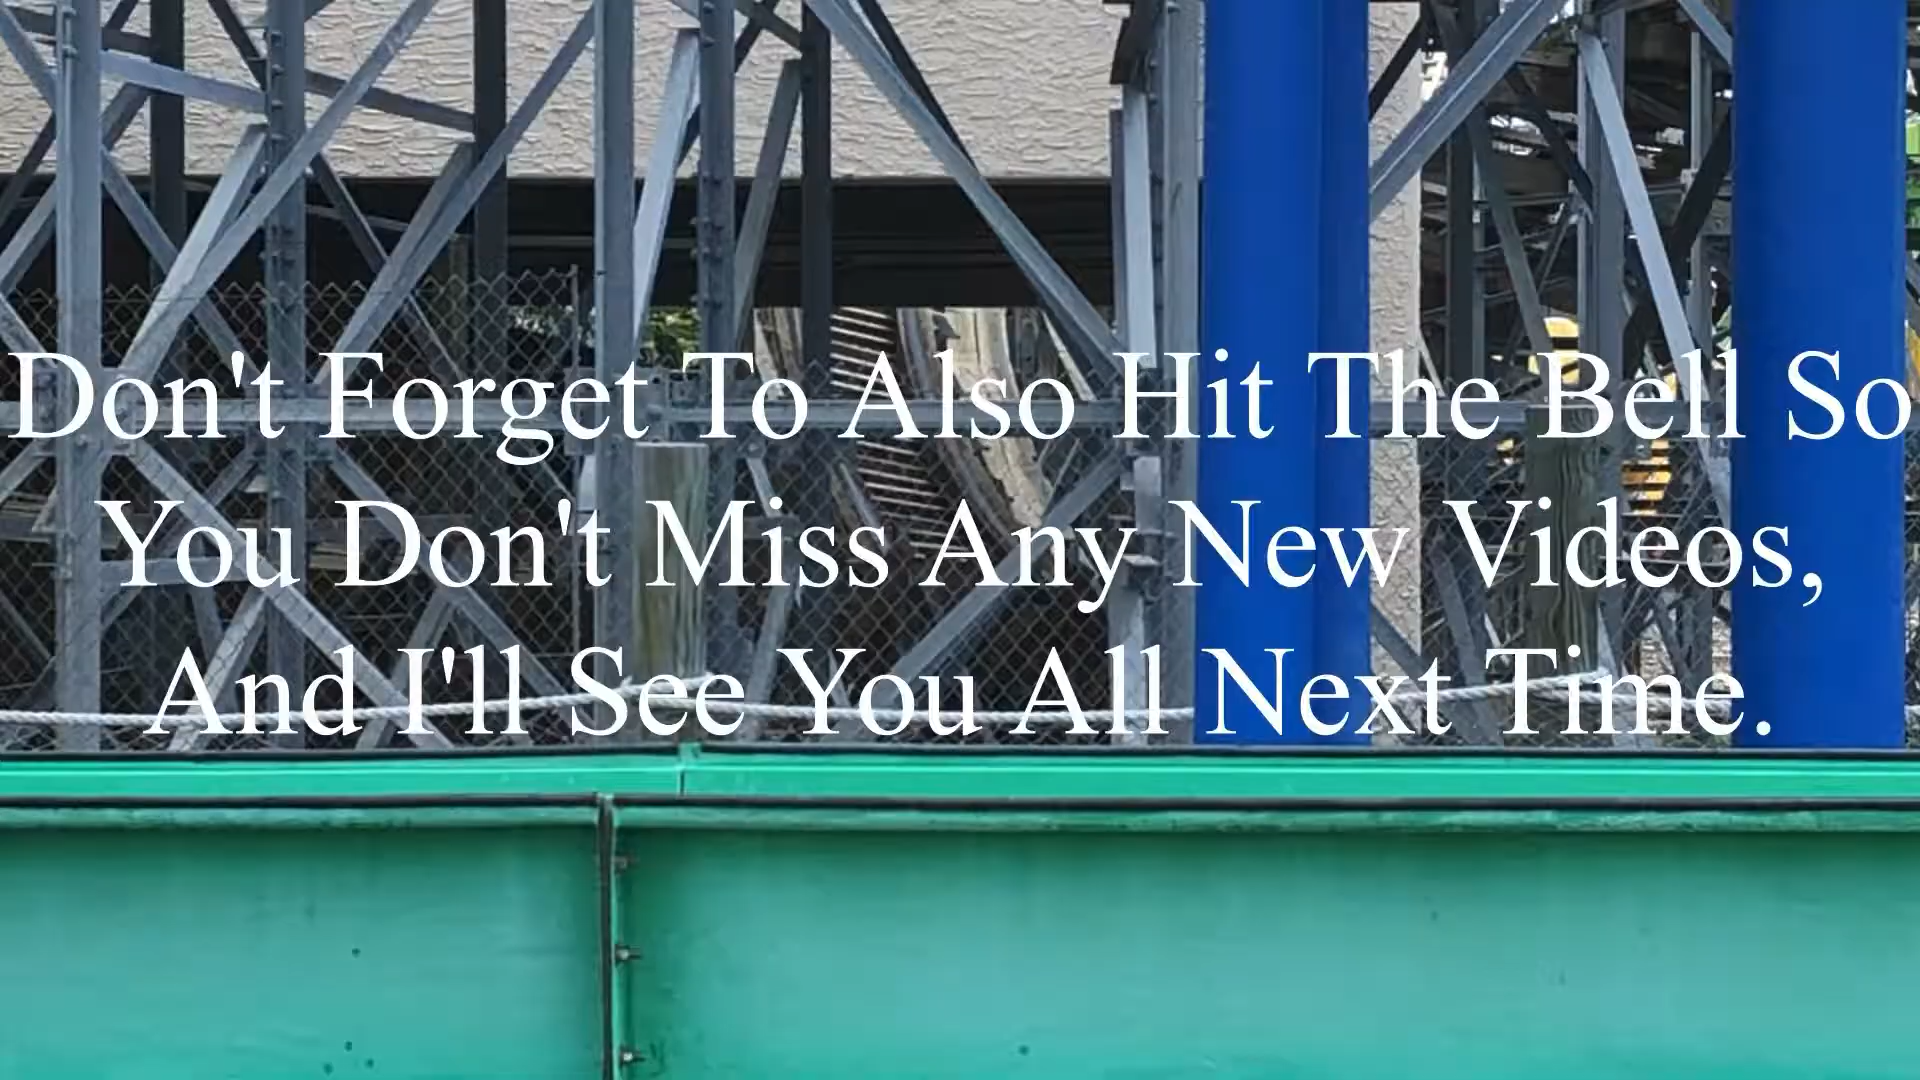 Don't Forget To Also Hit The Bell So
You Don't Miss Any New Videos,
And I'll See You All Next Time.